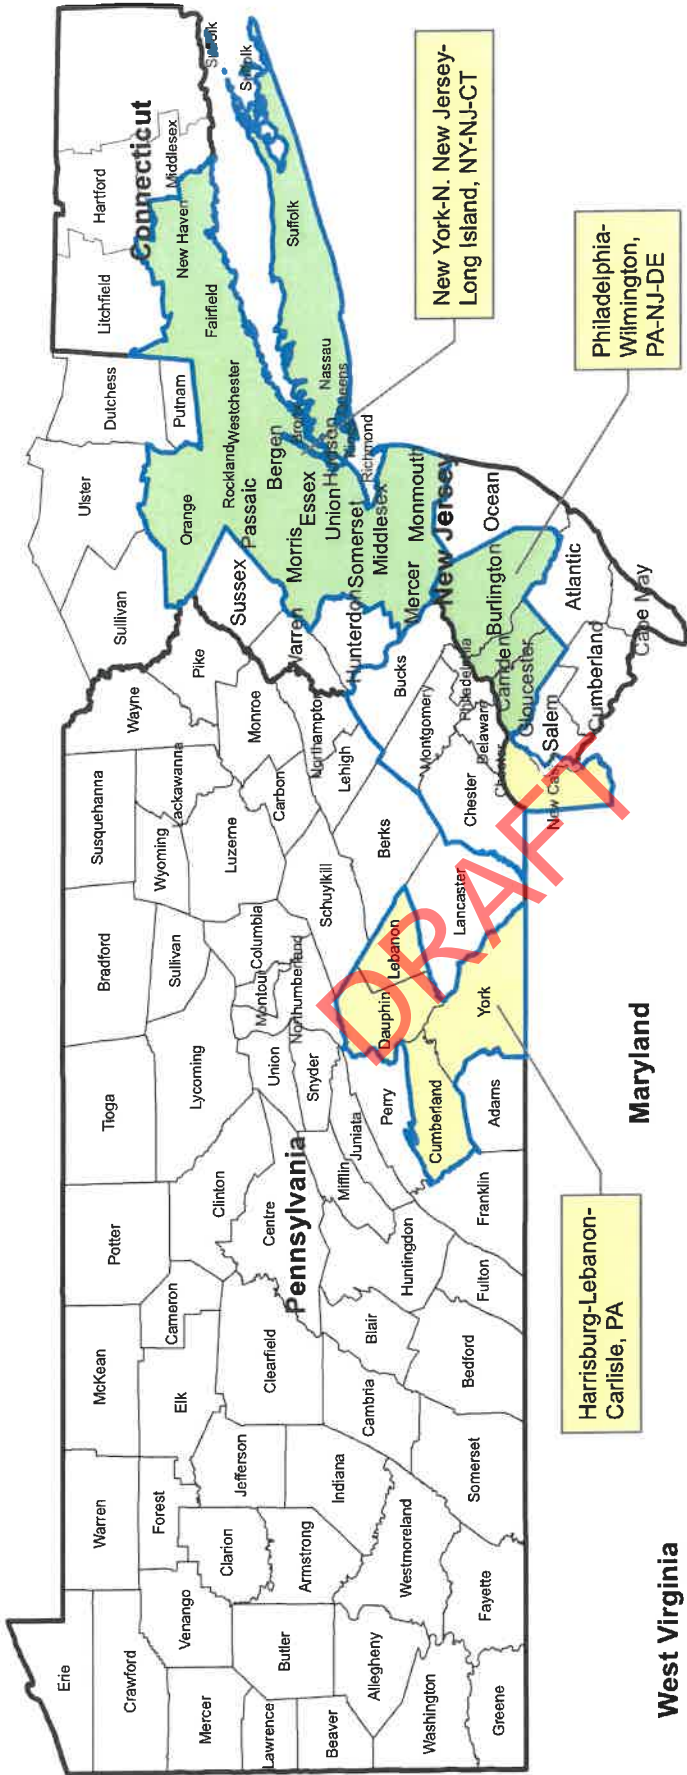 Erie
Crawford
Warren
McKean
Potter
Tioga
Bradford
Susquehanna
Wayne
Pike
Mercer
Venango
Forest
Elk
Cameron
Clinton
Lycoming
Sullivan
Wyoming
Lackawanna
Lawrence
Butler
Clarion
Jefferson
Clearfield
Centre
Union
Montour
Columbia
Luzerne
Monroe
Beaver
Allegheny
Armstrong
Indiana
Pennsylvania
Mifflin
Juniata
Snyder
Northumberland
Schuylkill
Carbon
Northampton
Lehigh
Washington
Westmoreland
Cambria
Blair
Huntingdon
Perry
Dauphin
Lebanon
Berks
Montgomery
Bucks
Philadelphia
Delaware
Chester
Chester
Greene
Fayette
Somerset
Bedford
Fulton
Franklin
Cumberland
Adams
York
Lancaster
Sullivan
Ulster
Dutchess
Putnam
Orange
Rockland
Westchester
Litchfield
Hartford
Connecticut
Middlesex
New Haven
Fairfield
Suffolk
Suffolk
Suffolk
Nassau
Queens
Bronx
Richmond
Sussex
Passaic
Bergen
Morris
Essex
Hudson
Union
Warren
Hunterdon
Somerset
Middlesex
Mercer
Monmouth
New Jersey
Ocean
Burlington
Camden
Gloucester
Salem
Atlantic
Cumberland
Cape May
DRAFT
New York-N. New Jersey-
Long Island, NY-NJ-CT
Philadelphia-
Wilmington,
PA-NJ-DE
Harrisburg-Lebanon-
Carlisle, PA
West Virginia
Maryland